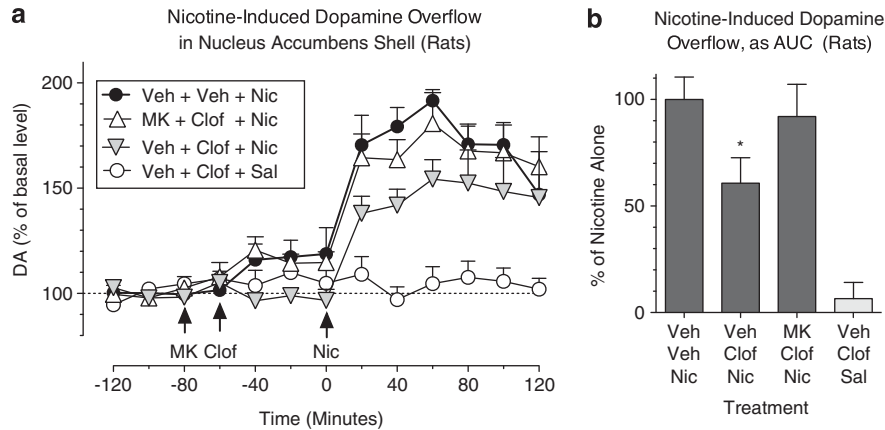 a
Nicotine-Induced Dopamine Overflow
in Nucleus Accumbens Shell (Rats)
DA (% of basal level)
200
150
100
Veh + Veh + Nic
MK + Clof + Nic
Veh + Clof + Nic
Veh + Clof + Sal
MK Clof
Nic
-120 -80 -40 0 40 80 120
Time (Minutes)
b
Nicotine-Induced Dopamine
Overflow, as AUC (Rats)
% of Nicotine Alone
100
50
0
*
Veh Veh MK Veh
Veh Clof Clof Clof
Nic Nic Nic Sal
Treatment